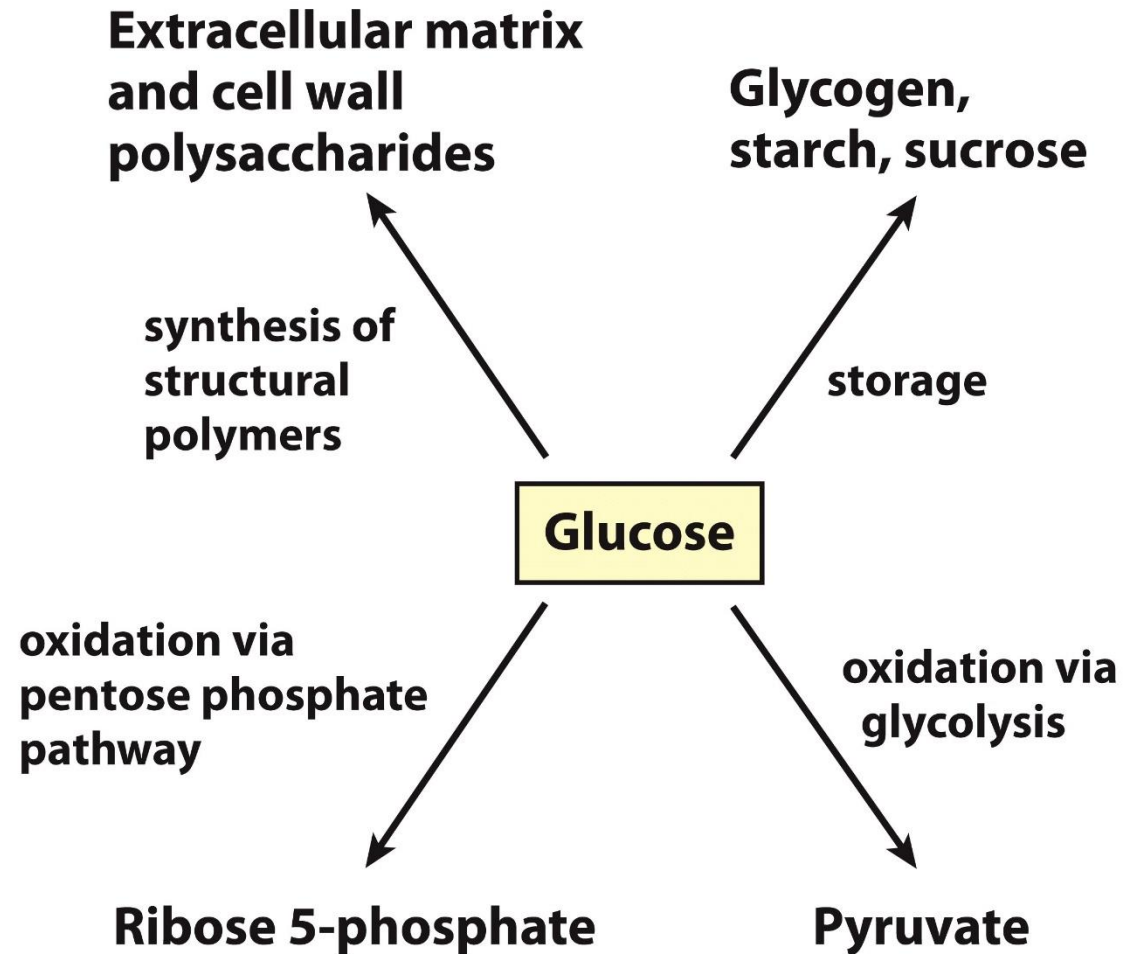 Extracellular matrix
and cell wall
polysaccharides
Glycogen,
starch, sucrose
synthesis of
structural
polymers
storage
Glucose
oxidation via
pentose phosphate
pathway
oxidation via
glycolysis
Ribose 5-phosphate
Pyruvate